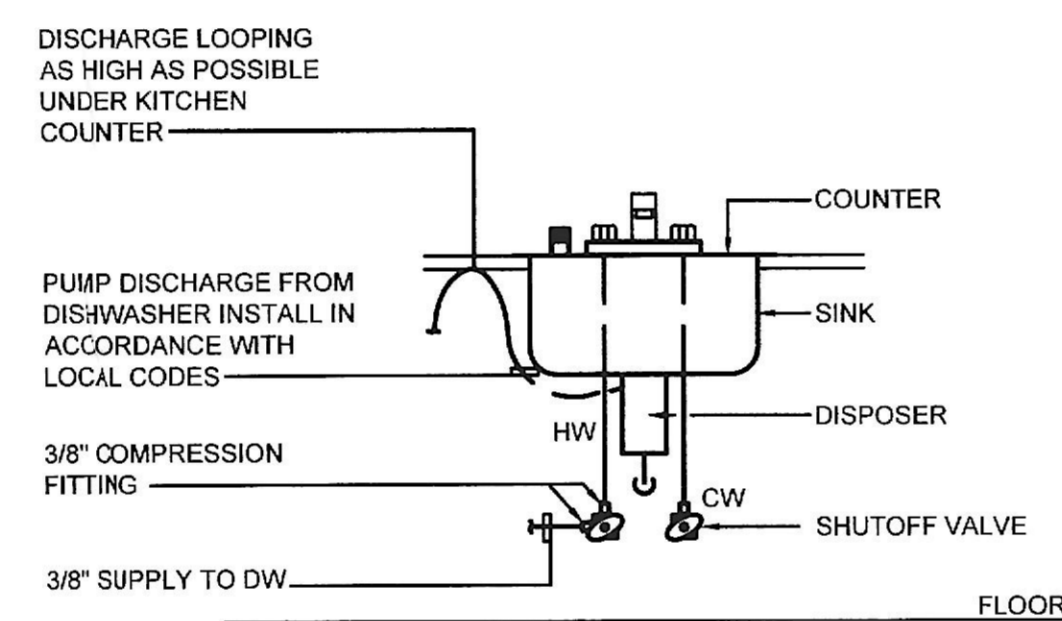 DISCHARGE LOOPING
AS HIGH AS POSSIBLE
UNDER KITCHEN
COUNTER
COUNTER
PUMP DISCHARGE FROM
DISHWASHER INSTALL IN
ACCORDANCE WITH
LOCAL CODES
SINK
DISPOSER
HW
3/8" COMPRESSION
FITTING
CW
SHUTOFF VALVE
3/8" SUPPLY TO DW
FLOOR